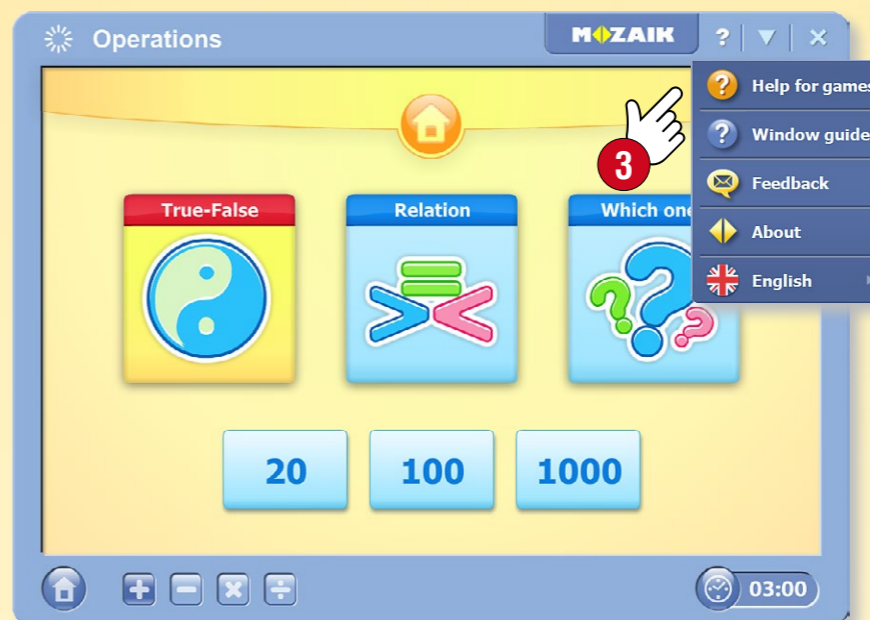 Operations
MOZAIK
?
Help for games
Window guide
Feedback
About
English
3
True-False
Relation
Which one
20
100
1000
03:00